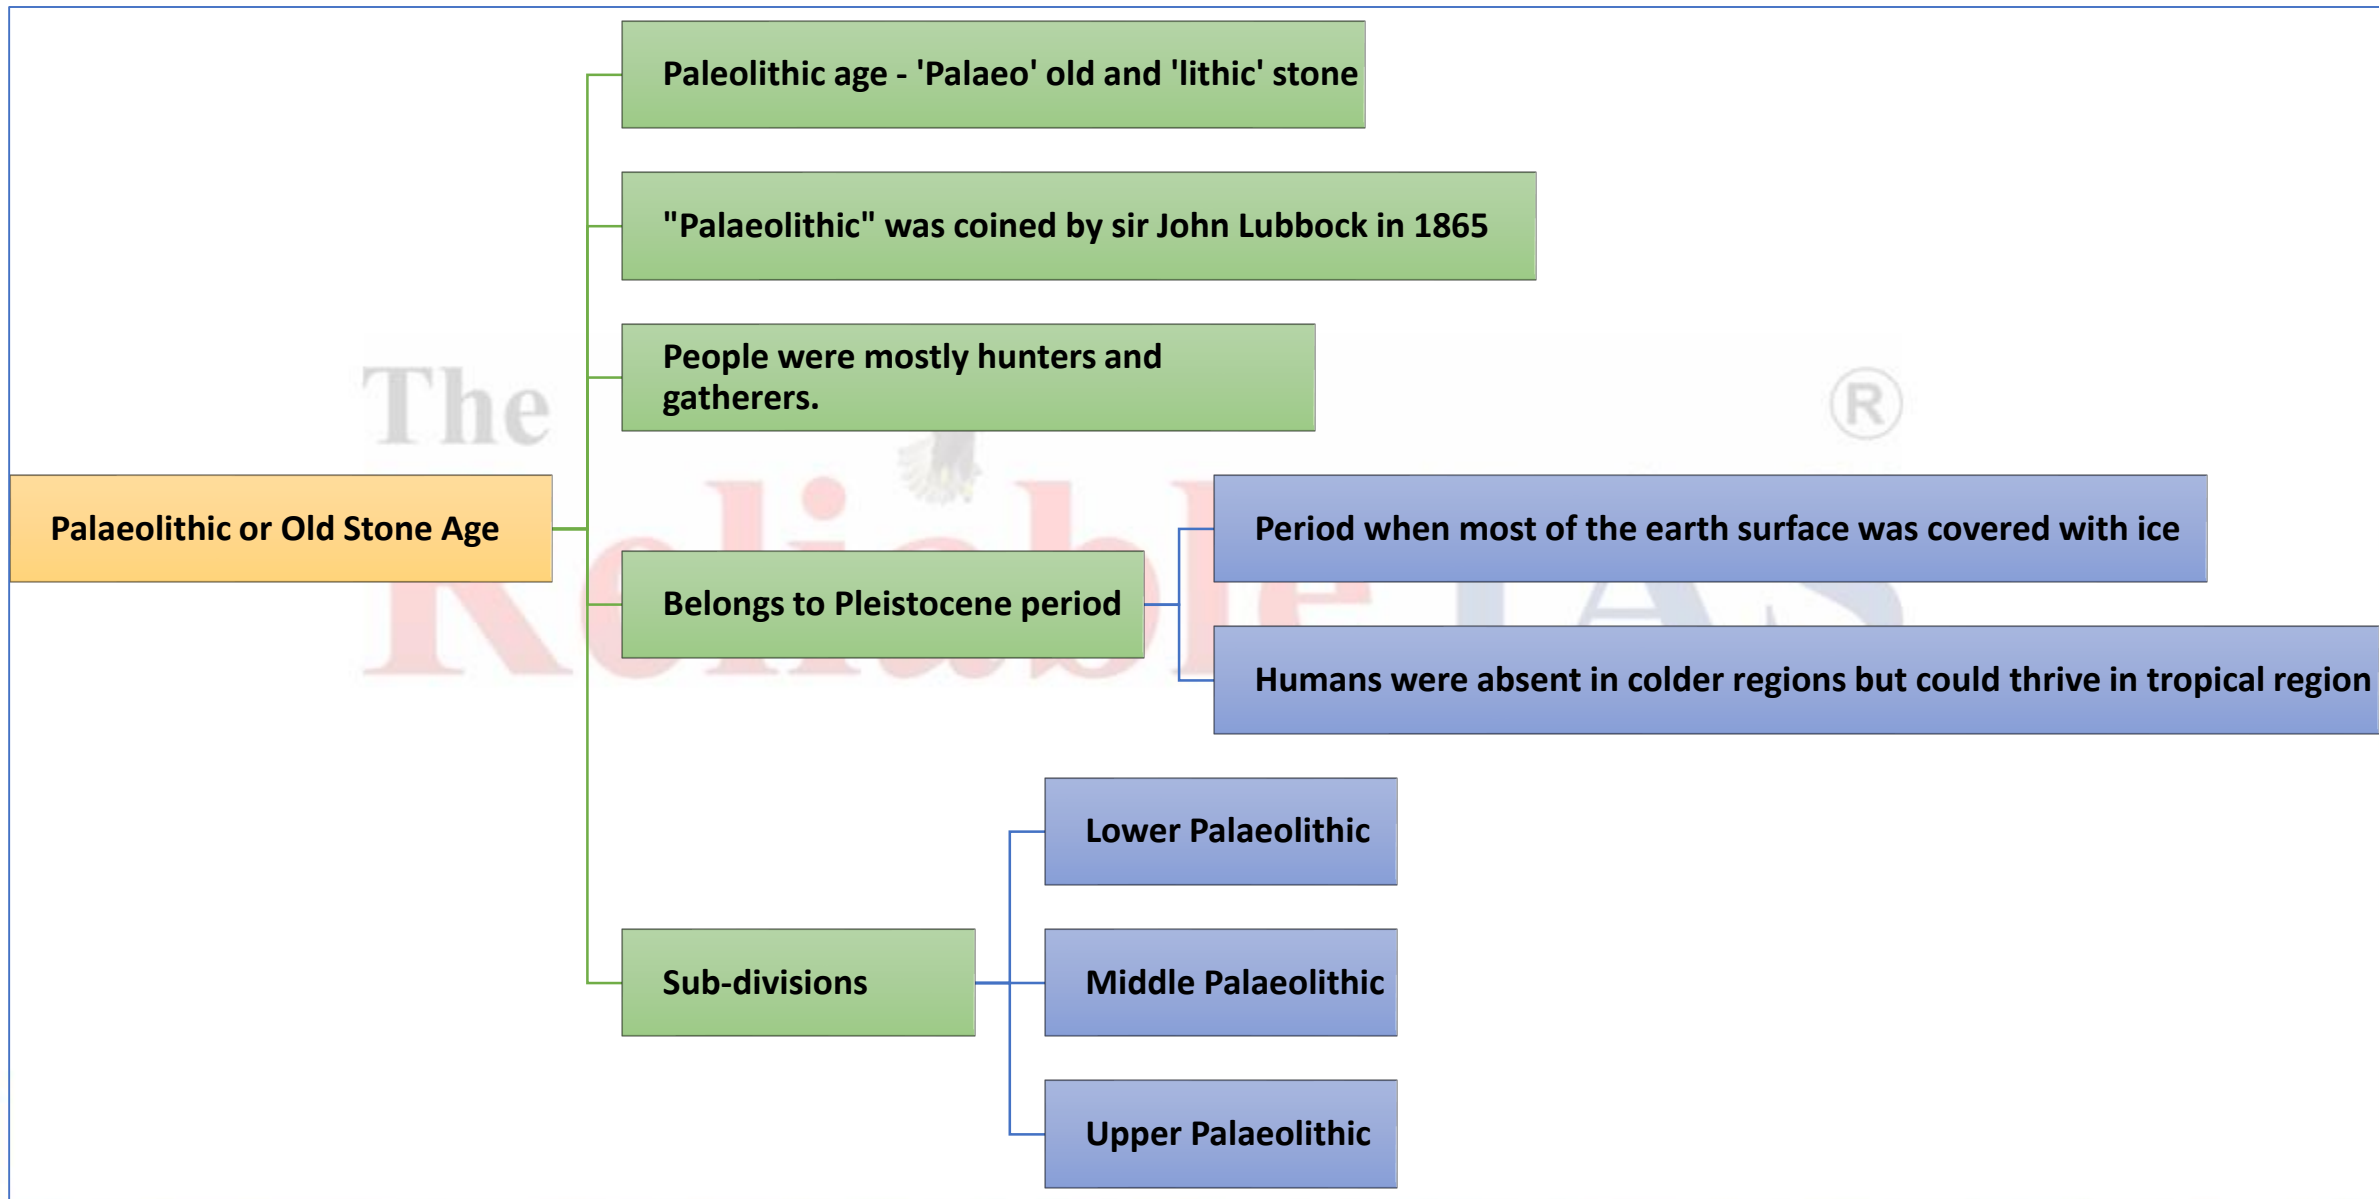 Paleolithic age - 'Palaeo' old and 'lithic' stone
"Palaeolithic" was coined by sir John Lubbock in 1865
People were mostly hunters and
gatherers.
The
®
Reliable IAS
Palaeolithic or Old Stone Age
Belongs to Pleistocene period
Period when most of the earth surface was covered with ice
Humans were absent in colder regions but could thrive in tropical region
Sub-divisions
Lower Palaeolithic
Middle Palaeolithic
Upper Palaeolithic